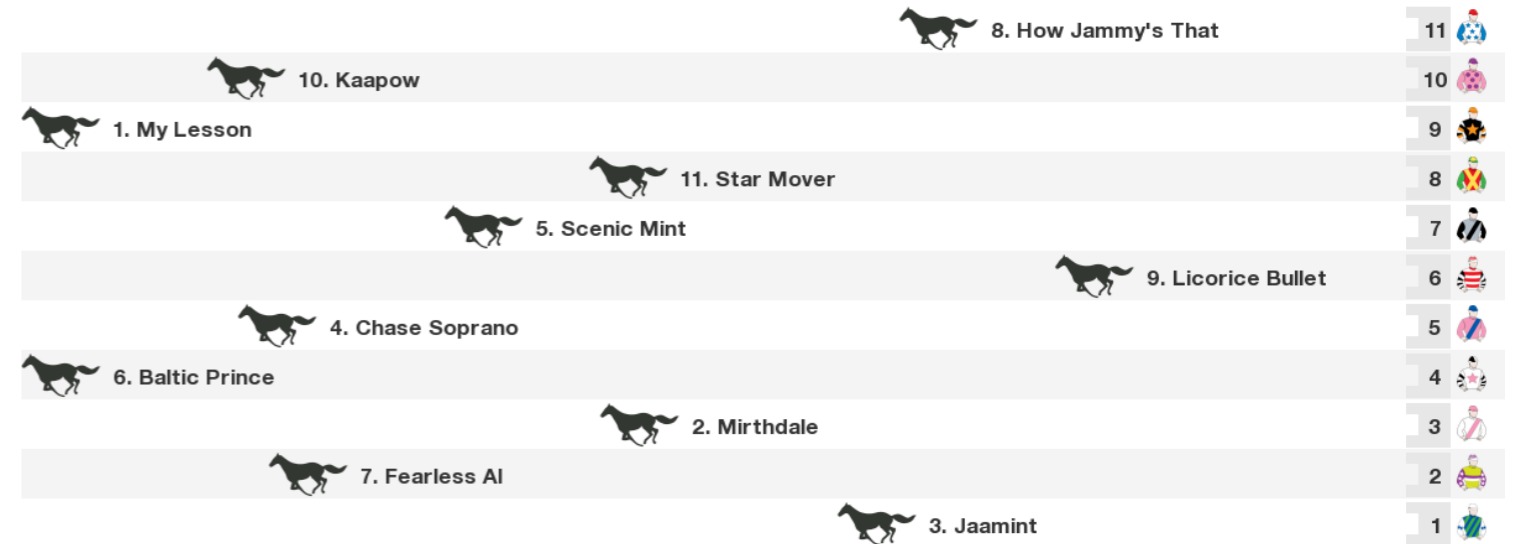 8. How Jammy's That 11
10. Kaapow 10
1. My Lesson 9
11. Star Mover 8
5. Scenic Mint 7
9. Licorice Bullet 6
4. Chase Soprano 5
6. Baltic Prince 4
2. Mirthdale 3
7. Fearless Al 2
3. Jaamint 1